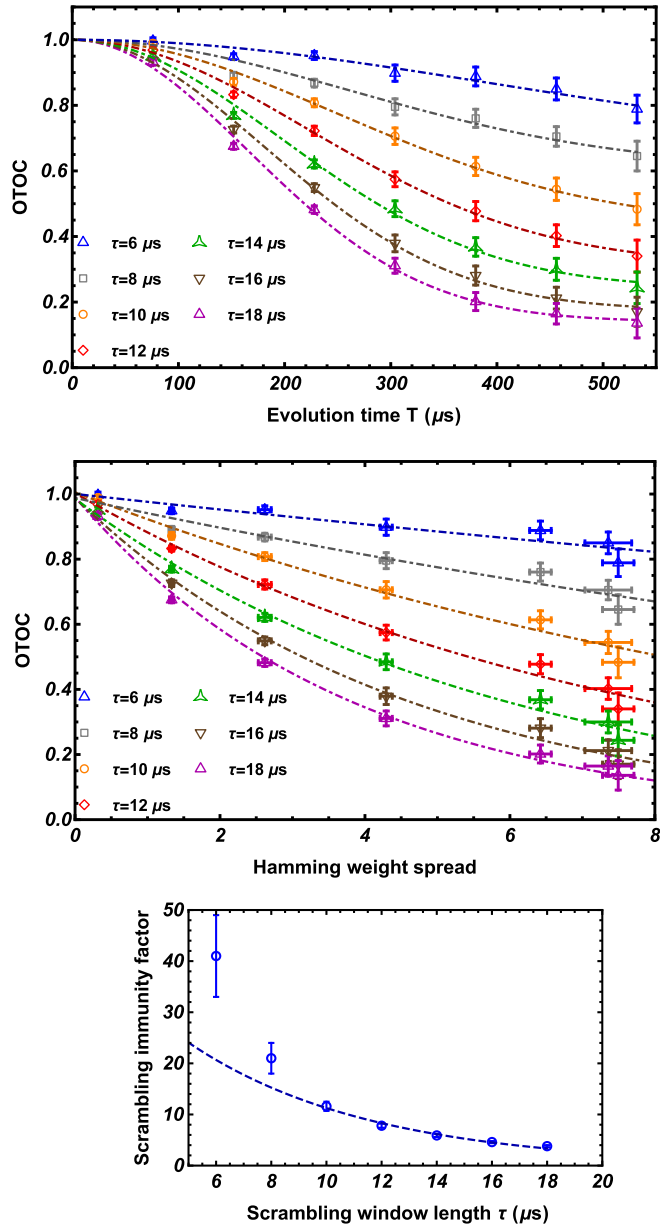 OTOC
1.0
0.8
0.6
0.4
0.2
0.0
τ=6 μs
τ=8 μs
τ=10 μs
τ=12 μs
τ=14 μs
τ=16 μs
τ=18 μs
0 100 200 300 400 500
Evolution time T (μs)
OTOC
1.0
0.8
0.6
0.4
0.2
0.0
τ=6 μs
τ=8 μs
τ=10 μs
τ=12 μs
τ=14 μs
τ=16 μs
τ=18 μs
0 2 4 6 8
Hamming weight spread
Scrambling immunity factor
50
40
30
20
10
0
6 8 10 12 14 16 18 20
Scrambling window length τ (μs)